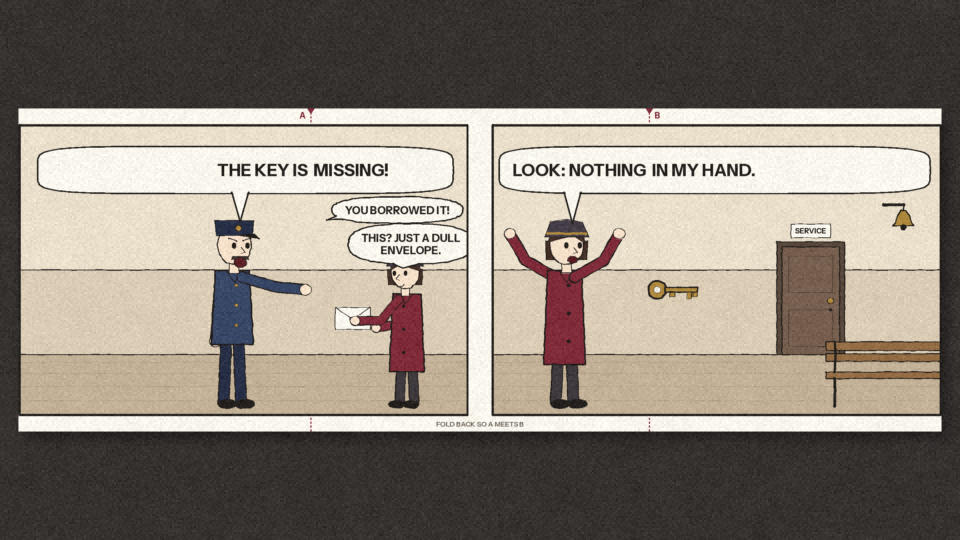 A
B
THE KEY IS MISSING!
YOU BORROWED IT!
THIS? JUST A DULL
ENVELOPE.
LOOK: NOTHING IN MY HAND.
SERVICE
FOLD BACK SO A MEETS B